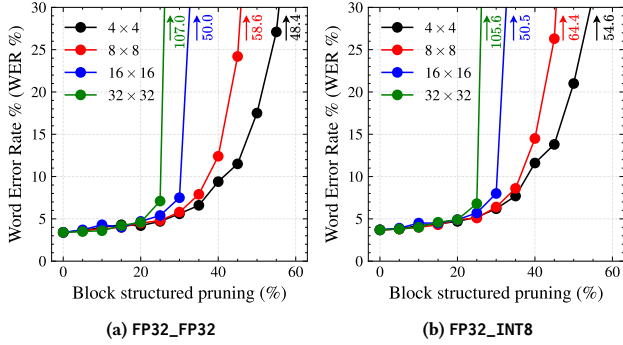 Word Error Rate % (WER %)
30
25
20
15
10
5
0
4 × 4
8 × 8
16 × 16
32 × 32
107.0
50.0
58.6
48.4
0
20
40
60
Block structured pruning (%)
(a) FP32_FP32
Word Error Rate % (WER %)
30
25
20
15
10
5
0
4 × 4
8 × 8
16 × 16
32 × 32
105.6
50.5
64.4
54.6
0
20
40
60
Block structured pruning (%)
(b) FP32_INT8